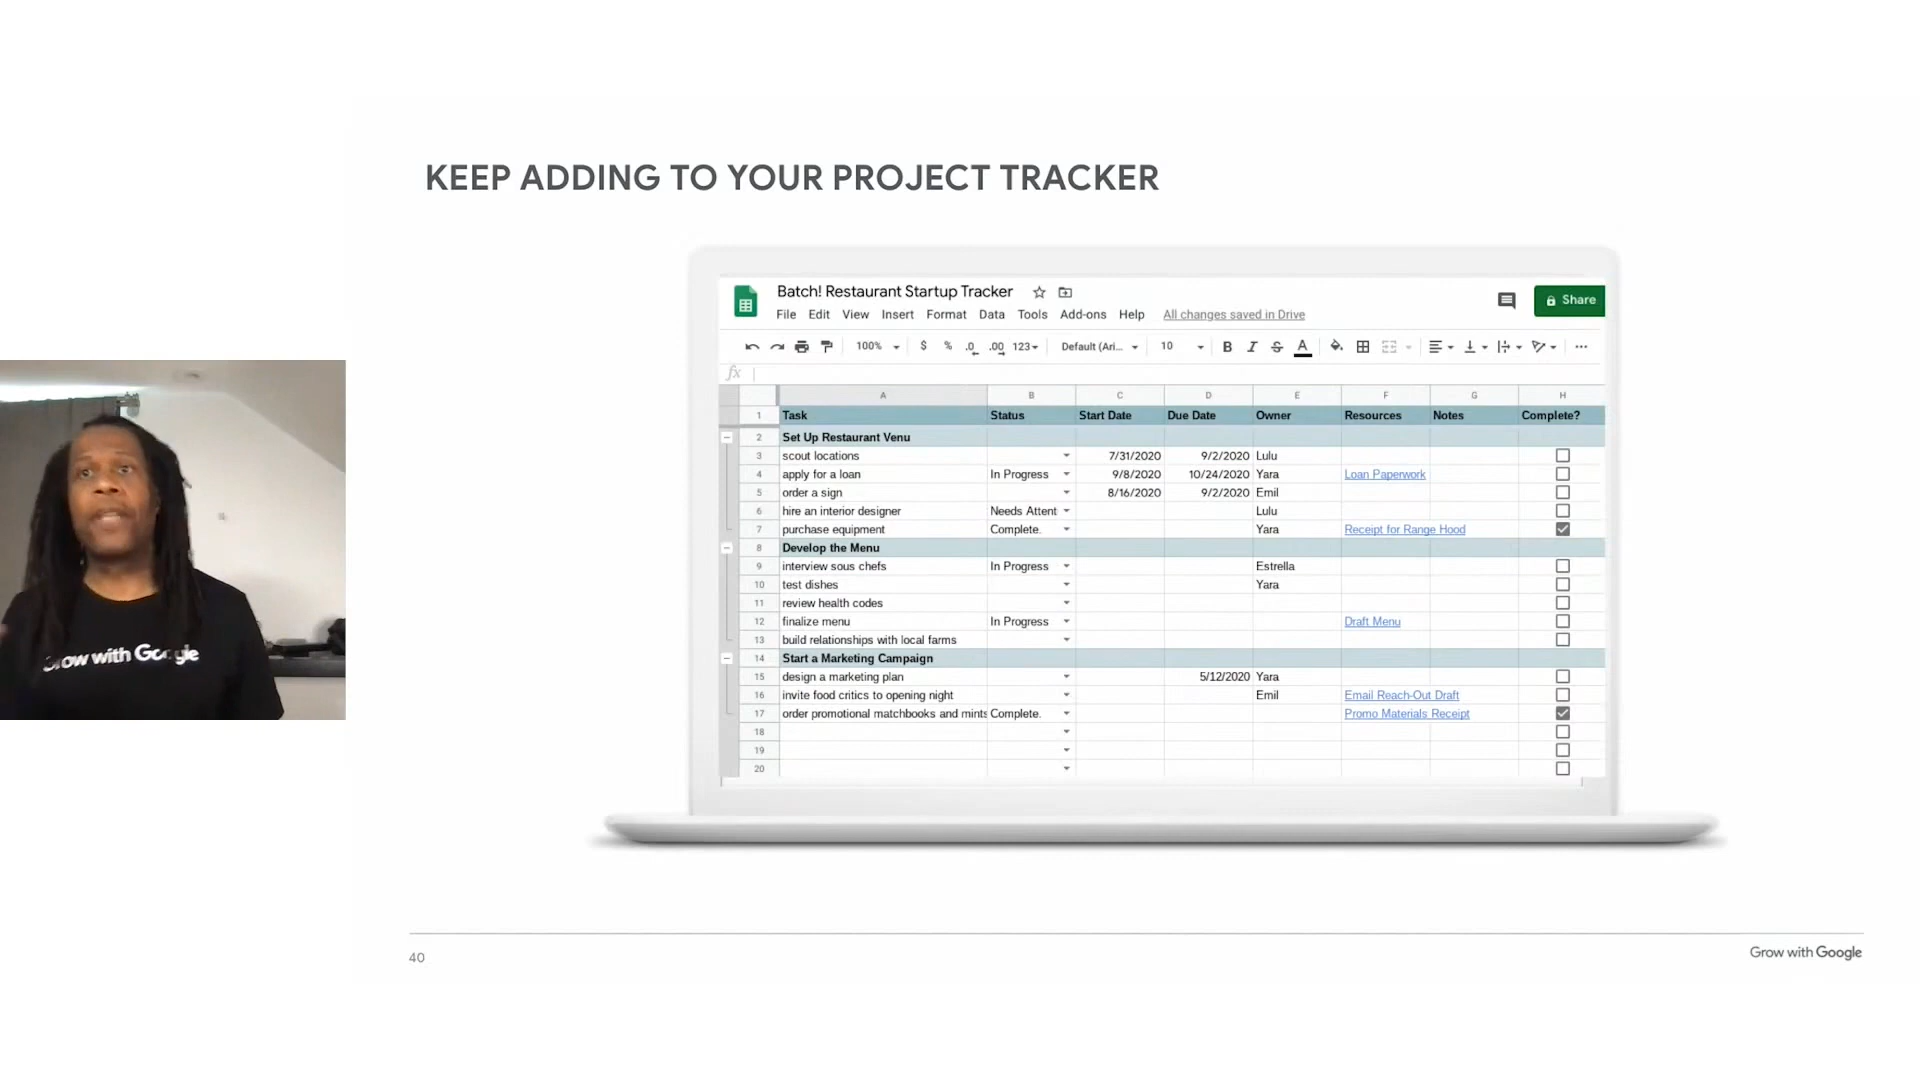 KEEP ADDING TO YOUR PROJECT TRACKER
Batch! Restaurant Startup Tracker
Share
File Edit View Insert Format Data Tools Add-ons Help All changes saved in Drive
100% $ % .0 .00 123 Default (Ari... 10 B I S A
fx
A B C D E F G H
1 Task Status Start Date Due Date Owner Resources Notes Complete?
2 Set Up Restaurant Venu
3 scout locations 7/31/2020 9/2/2020 Lulu
4 apply for a loan In Progress 9/8/2020 10/24/2020 Yara Loan Paperwork
5 order a sign 8/16/2020 9/2/2020 Emil
6 hire an interior designer Needs Attent Lulu
7 purchase equipment Complete. Yara Receipt for Range Hood
8 Develop the Menu
9 interview sous chefs In Progress Estrella
10 test dishes Yara
11 review health codes
12 finalize menu In Progress Draft Menu
13 build relationships with local farms
14 Start a Marketing Campaign
15 design a marketing plan 5/12/2020 Yara
16 invite food critics to opening night Emil Email Reach-Out Draft
17 order promotional matchbooks and mints Complete. Promo Materials Receipt
18
19
20
Grow with Google
40
Grow with Google